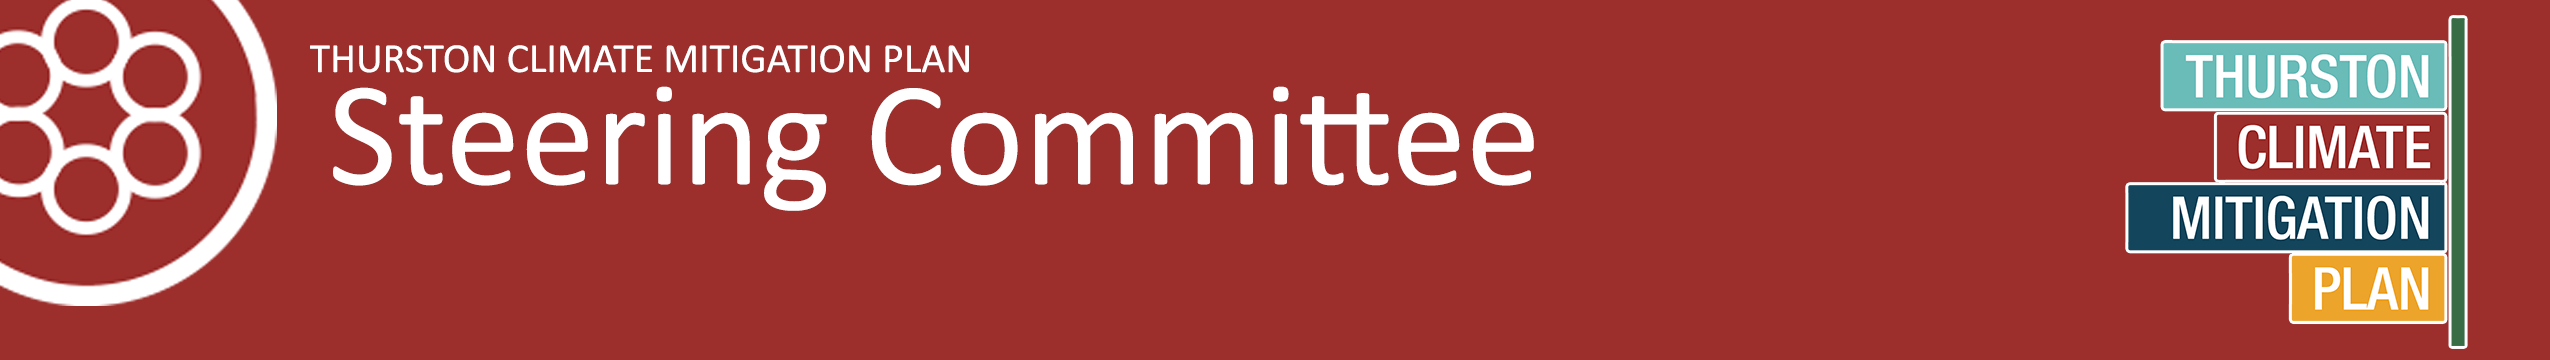 THURSTON CLIMATE MITIGATION PLAN
Steering Committee
THURSTON
CLIMATE
MITIGATION
PLAN